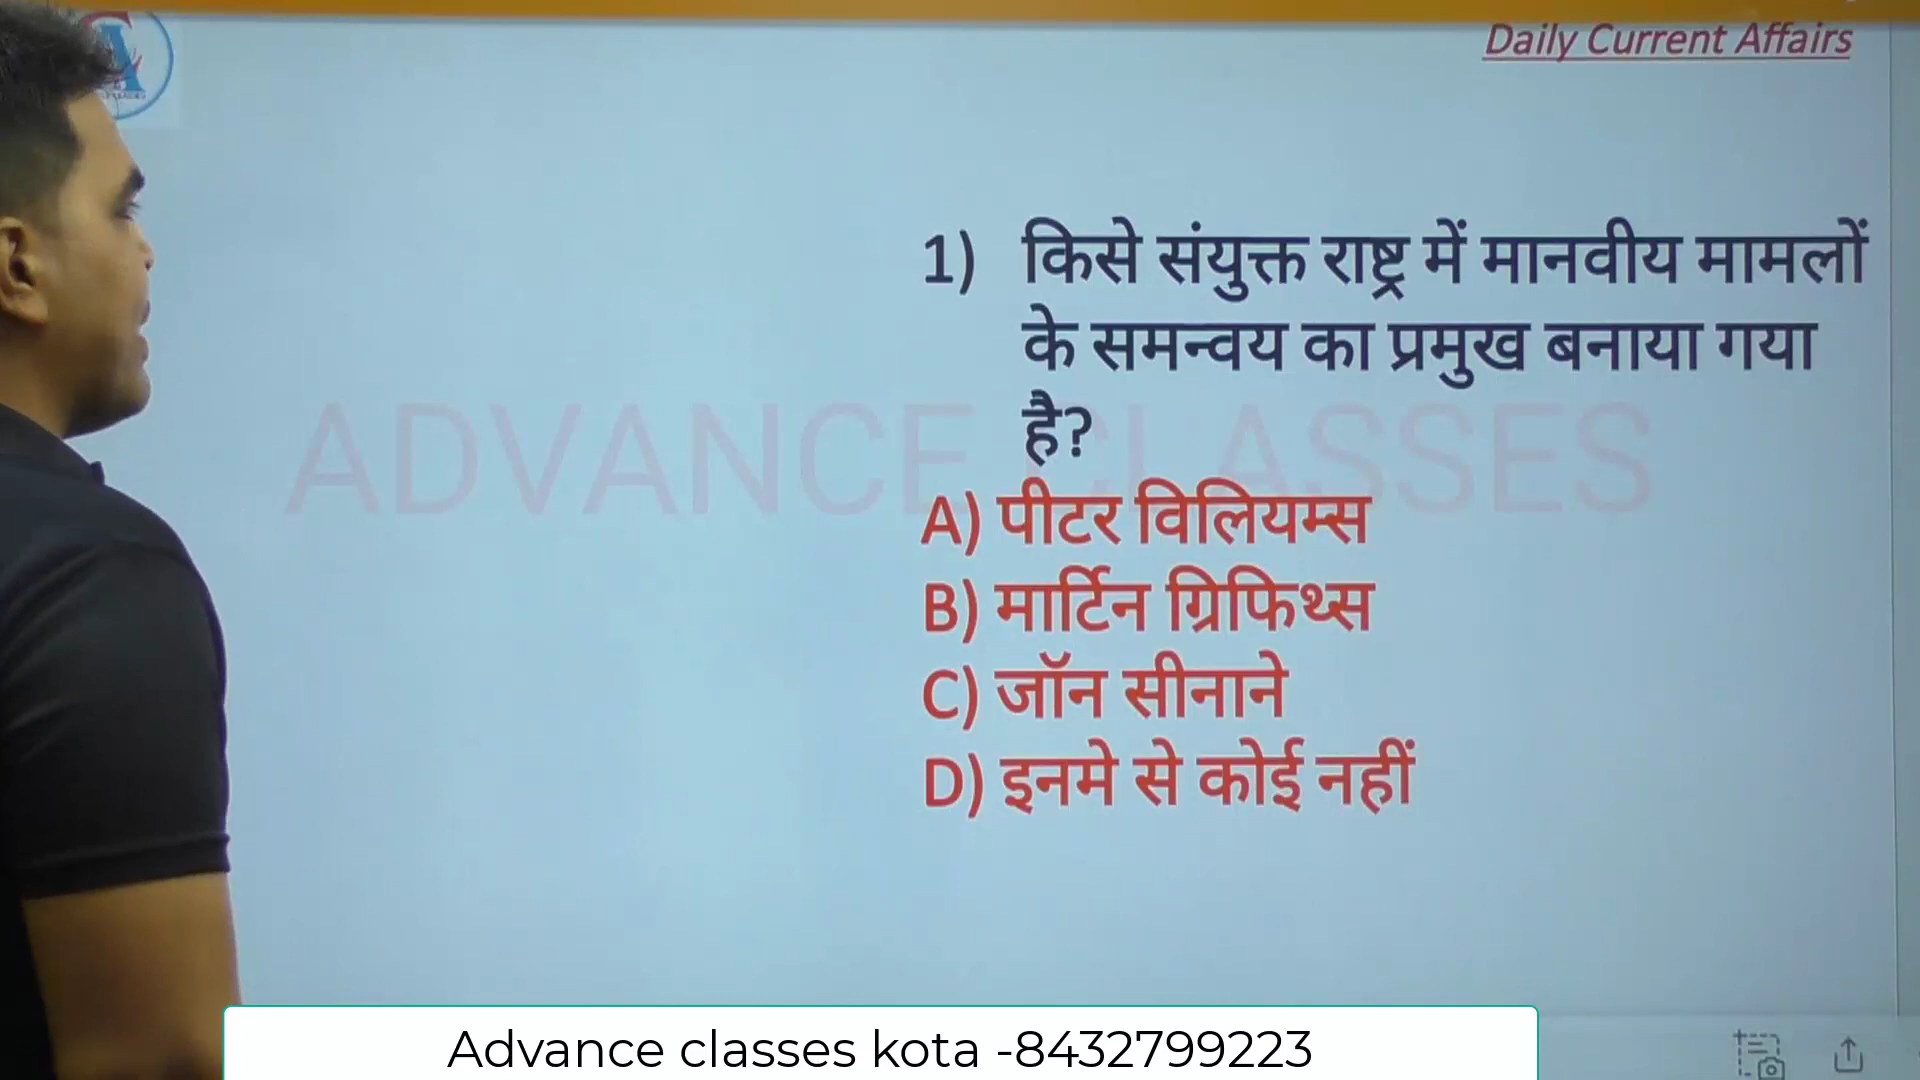 Daily Current Affairs
1) किसे संयुक्त राष्ट्र में मानवीय मामलों
के समन्वय का प्रमुख बनाया गया
है?
ADVANCE CLASSES
A) पीटर विलियम्स
B) मार्टिन ग्रिफिथ्स
C) जॉन सीनाने
D) इनमे से कोई नहीं
Advance classes kota -8432799223